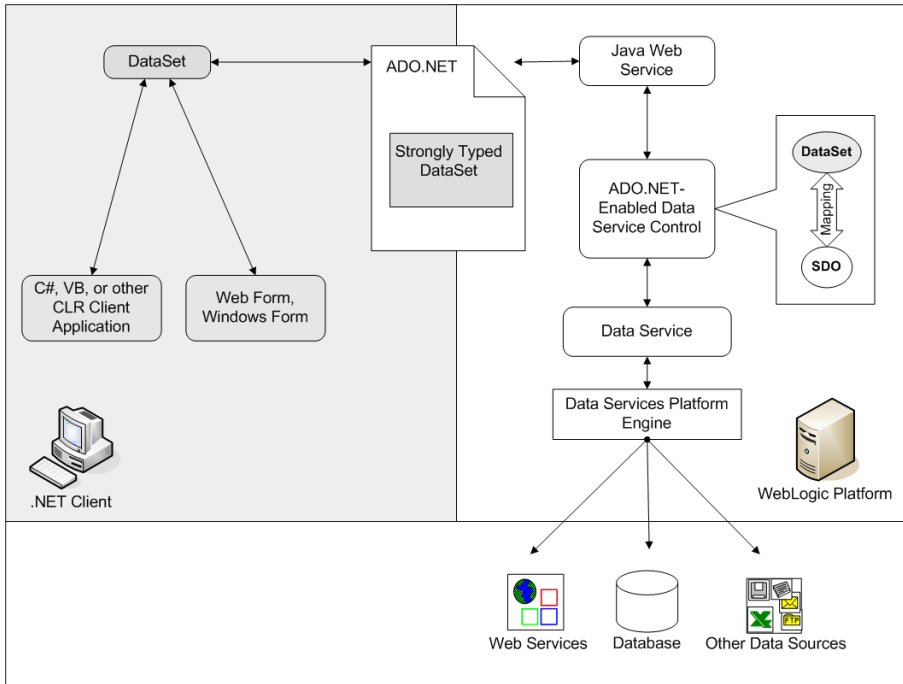 DataSet
ADO.NET
Strongly Typed
DataSet
Java Web
Service
ADO.NET-
Enabled Data
Service Control
DataSet
Mapping
SDO
C#, VB, or other
CLR Client
Application
Web Form,
Windows Form
Data Service
Data Services Platform
Engine
.NET Client
WebLogic Platform
Web Services
Database
FTP
Other Data Sources